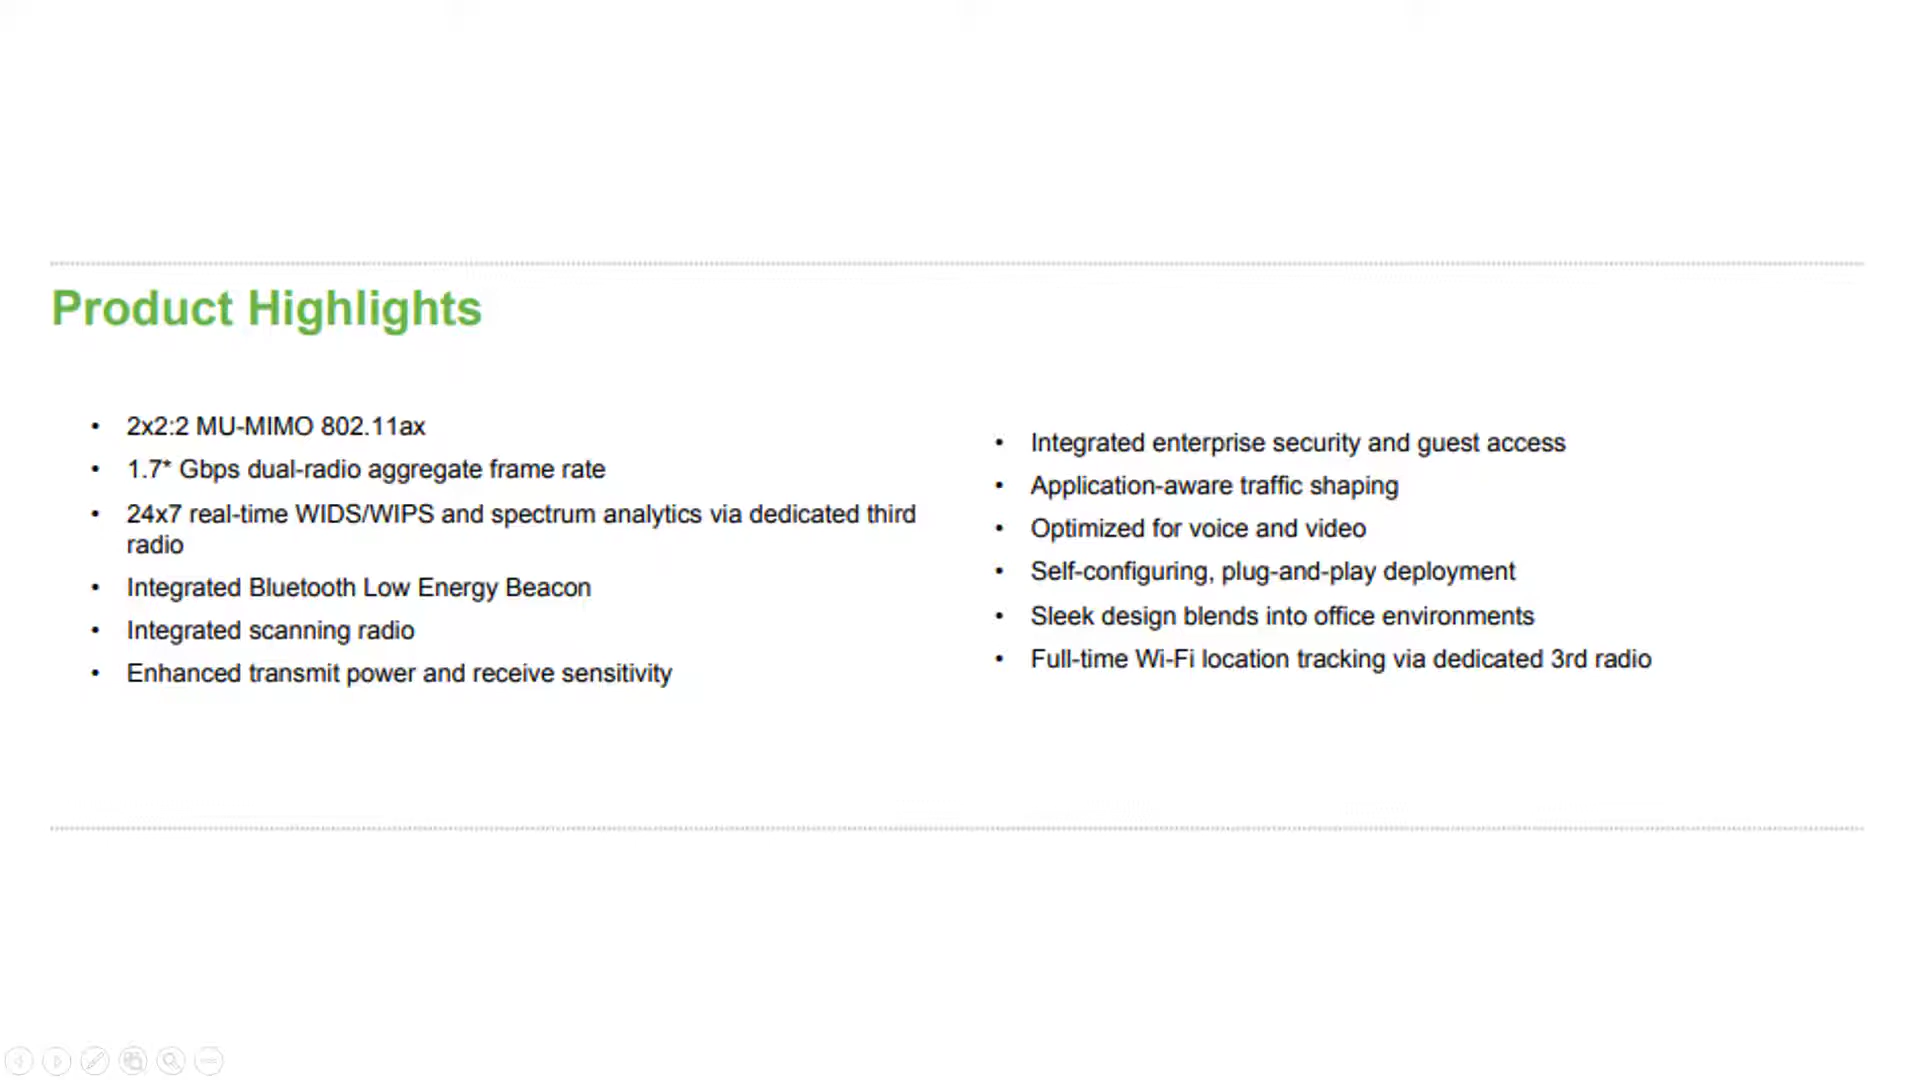 Product Highlights
• 2x2:2 MU-MIMO 802.11ax
• 1.7* Gbps dual-radio aggregate frame rate
• 24x7 real-time WIDS/WIPS and spectrum analytics via dedicated third
radio
• Integrated Bluetooth Low Energy Beacon
• Integrated scanning radio
• Enhanced transmit power and receive sensitivity
• Integrated enterprise security and guest access
• Application-aware traffic shaping
• Optimized for voice and video
• Self-configuring, plug-and-play deployment
• Sleek design blends into office environments
• Full-time Wi-Fi location tracking via dedicated 3rd radio